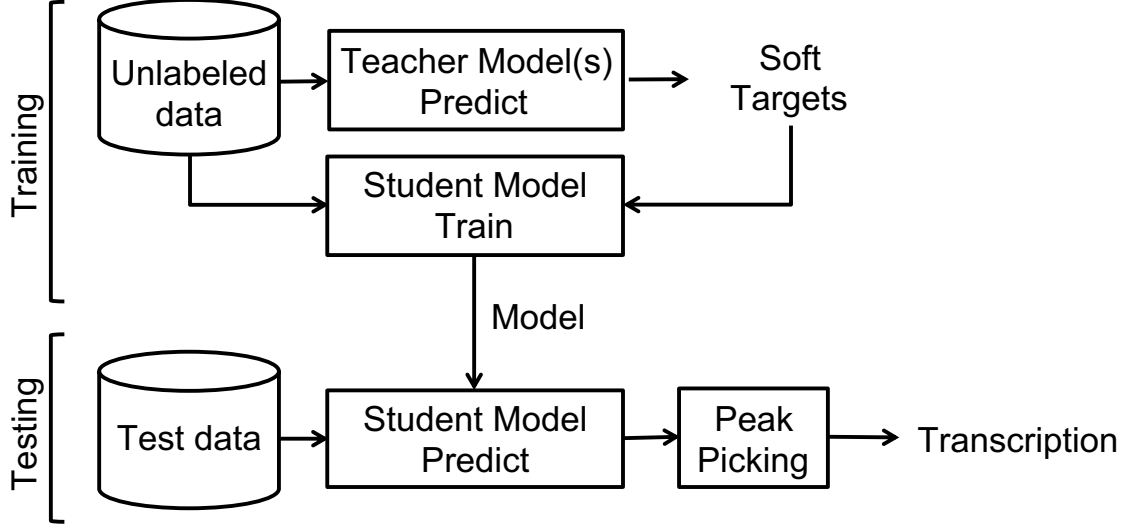 Training
Unlabeled
data
Teacher Model(s)
Predict
Soft
Targets
Student Model
Train
Model
Testing
Test data
Student Model
Predict
Peak
Picking
Transcription